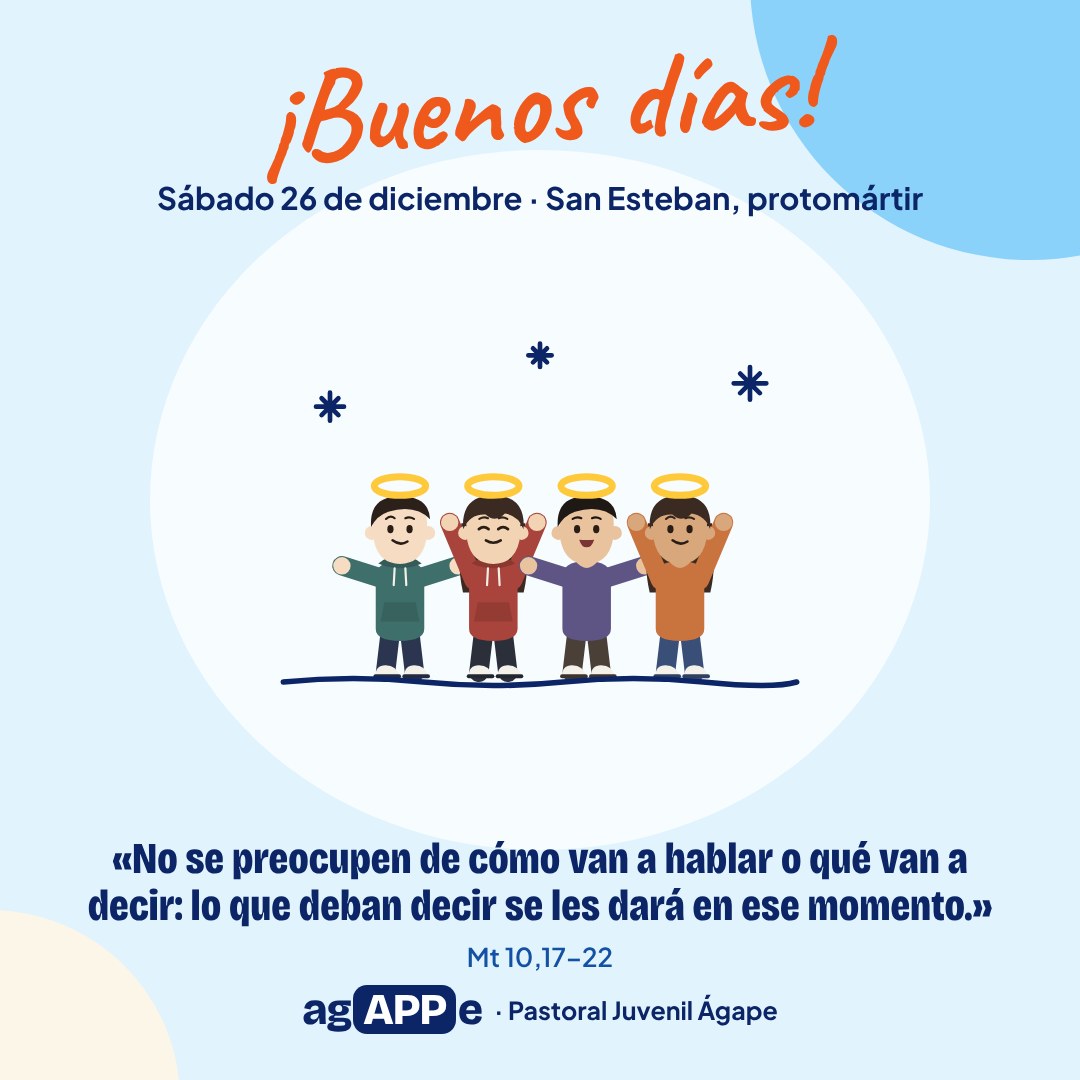 ¡Buenos días!
Sábado 26 de diciembre · San Esteban, protomártir
«No se preocupen de cómo van a hablar o qué van a
decir: lo que deban decir se les dará en ese momento.»
Mt 10,17–22
agAPPe · Pastoral Juvenil Ágape